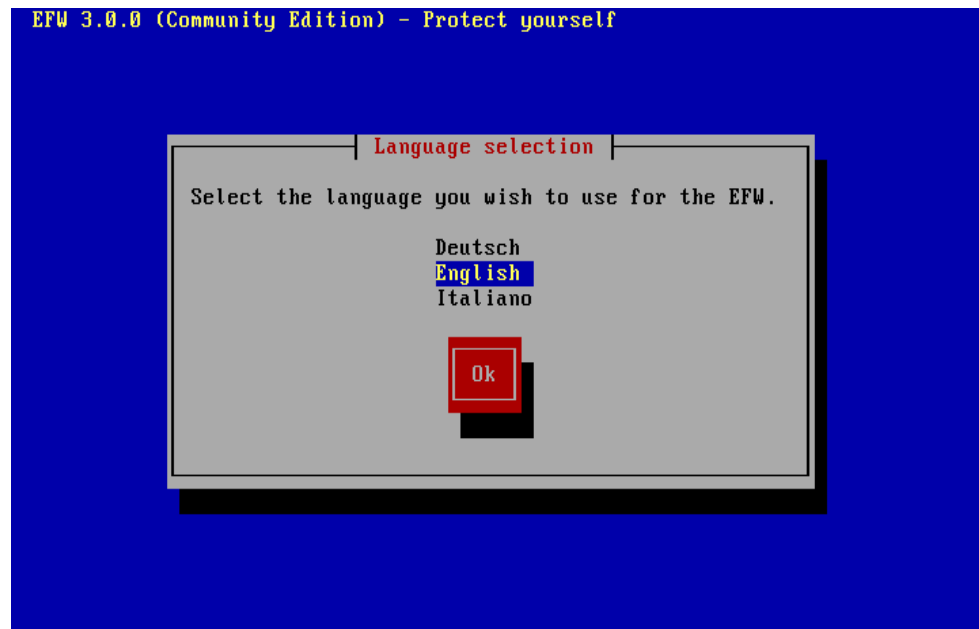 EFW 3.0.0 (Community Edition) - Protect yourself
Language selection
Select the language you wish to use for the EFW.
Deutsch
English
Italiano
Ok